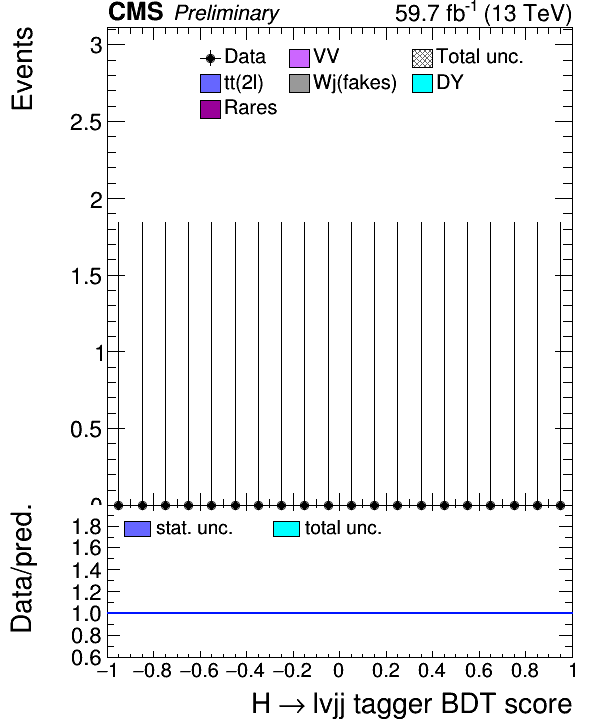 CMS Preliminary 59.7 fb-1 (13 TeV)
Events
3
2.5
2
1.5
1
0.5
0
Data VV Total unc.
tt(2l) Wj(fakes) DY
Rares
Data/pred.
1.8
1.6
1.4
1.2
1.0
0.8
0.6
stat. unc. total unc.
−1 −0.8 −0.6 −0.4 −0.2 0 0.2 0.4 0.6 0.8 1
H → lvjj tagger BDT score